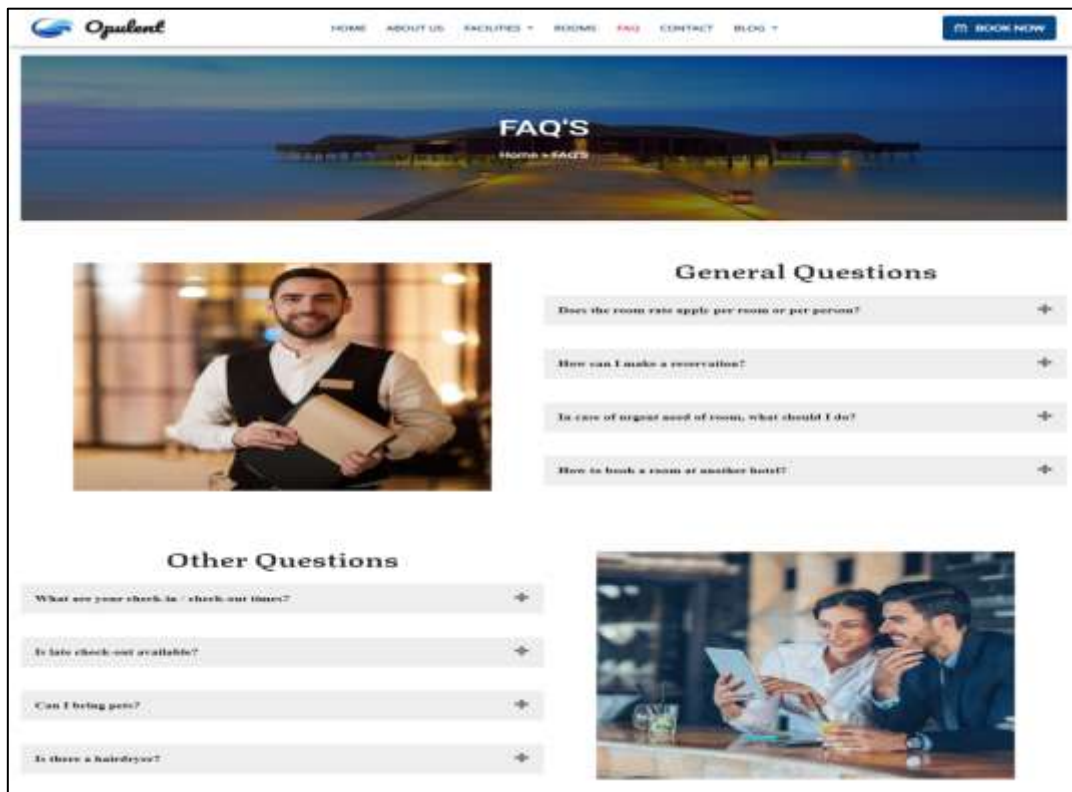 Opulent
HOME ABOUT US FACILITIES ROOMS FAQ CONTACT BLOG
BOOK NOW
FAQ'S
Home > FAQ'S
General Questions
Does the room rate apply per room or per person?
How can I make a reservation?
In case of urgent need of room, what should I do?
How to book a room at another hotel?
Other Questions
What are your check-in / check-out times?
Is late check-out available?
Can I being pets?
Is there a hairdryer?